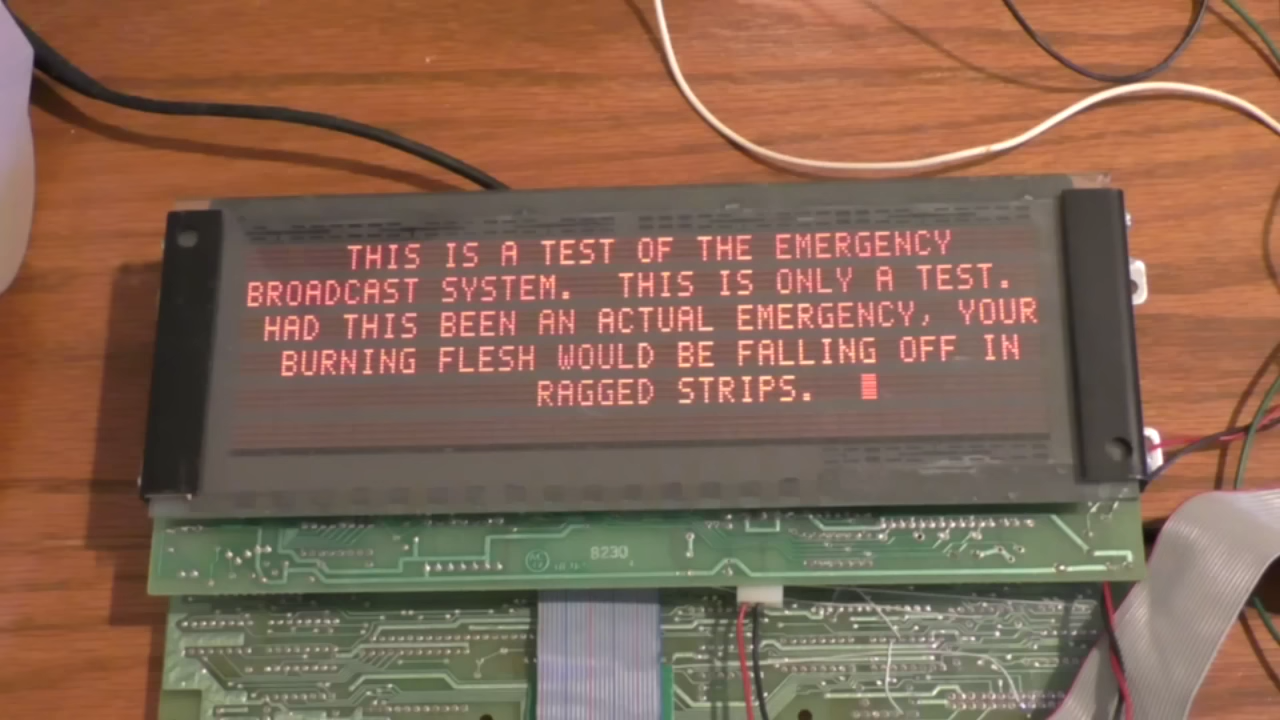 THIS IS A TEST OF THE EMERGENCY
BROADCAST SYSTEM. THIS IS ONLY A TEST.
HAD THIS BEEN AN ACTUAL EMERGENCY, YOUR
BURNING FLESH WOULD BE FALLING OFF IN
RAGGED STRIPS.
8230